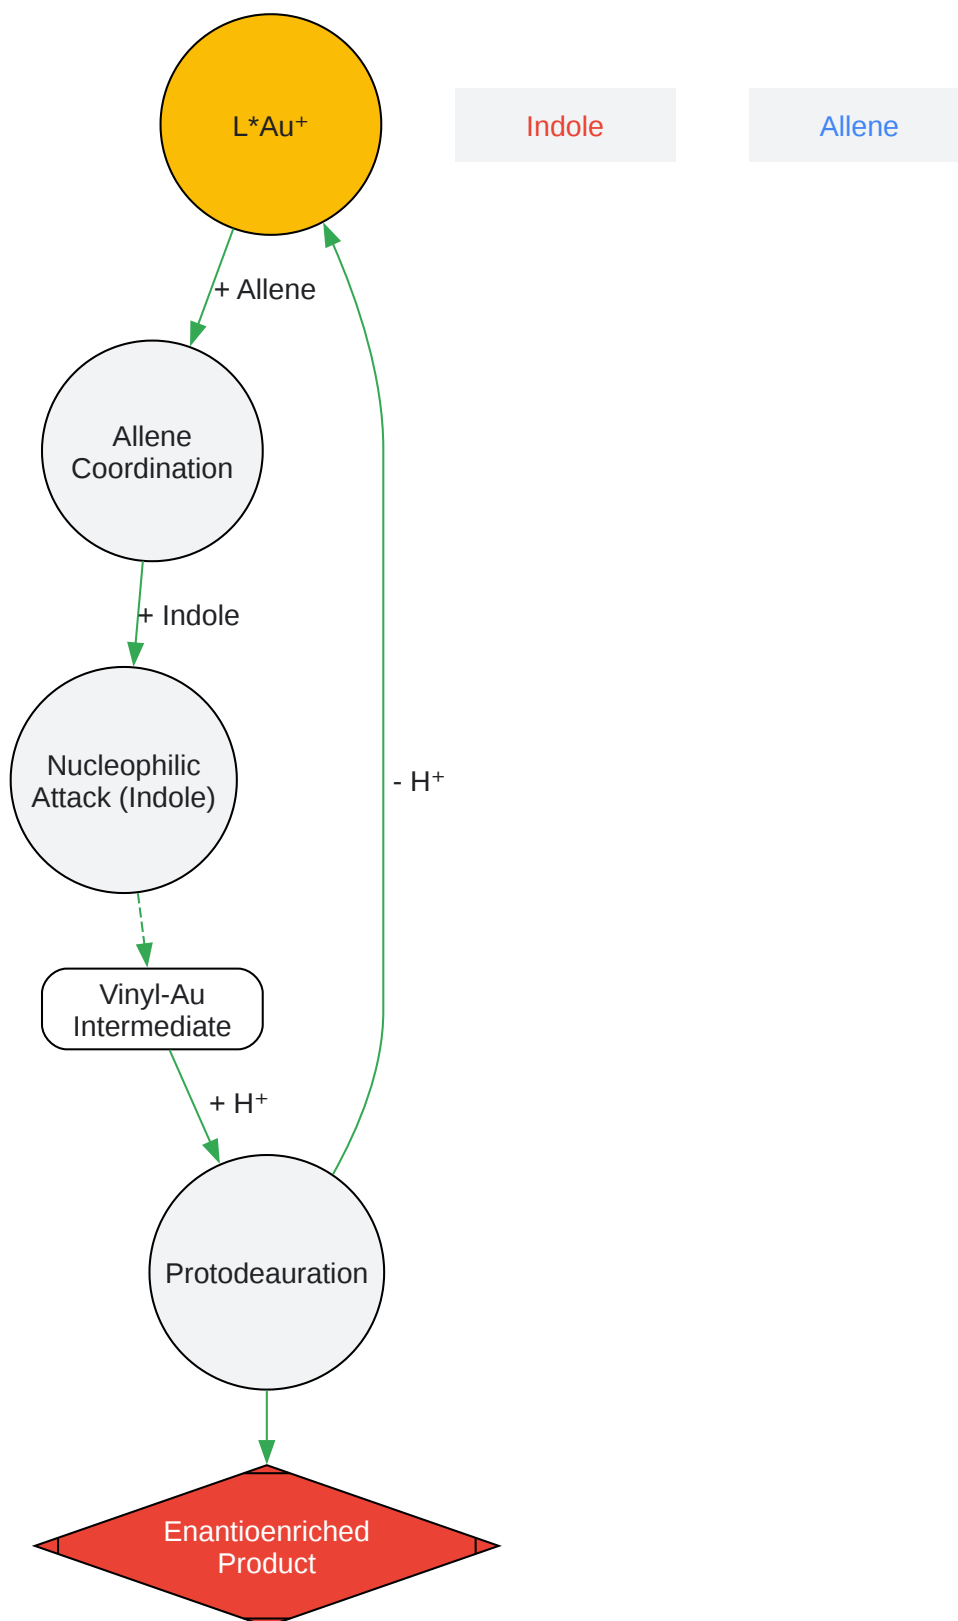 L*Au⁺
Indole
Allene
+ Allene
Allene
Coordination
+ Indole
Nucleophilic
Attack (Indole)
- H⁺
Vinyl-Au
Intermediate
+ H⁺
Protodeauration
Enantioenriched
Product